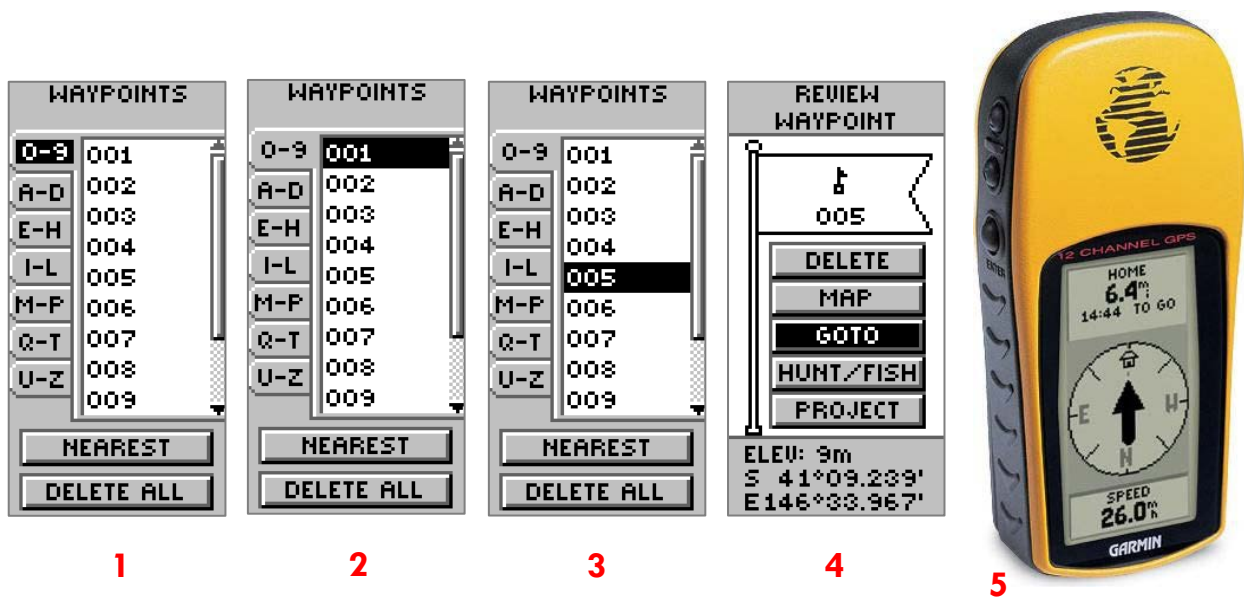 WAYPOINTS
0-9
A-D
E-H
I-L
M-P
Q-T
U-Z
001
002
003
004
005
006
007
008
009
NEAREST
DELETE ALL
1
WAYPOINTS
0-9
A-D
E-H
I-L
M-P
Q-T
U-Z
001
002
003
004
005
006
007
008
009
NEAREST
DELETE ALL
2
WAYPOINTS
0-9
A-D
E-H
I-L
M-P
Q-T
U-Z
001
002
003
004
005
006
007
008
009
NEAREST
DELETE ALL
3
REVIEW
WAYPOINT
005
DELETE
MAP
GOTO
HUNT/FISH
PROJECT
ELEV: 9m
S 41°09.239'
E146°33.967'
4
ENTER
12 CHANNEL GPS
HOME
6.4mi
14:44 TO GO
E W
N
SPEED
26.0mh
GARMIN
5